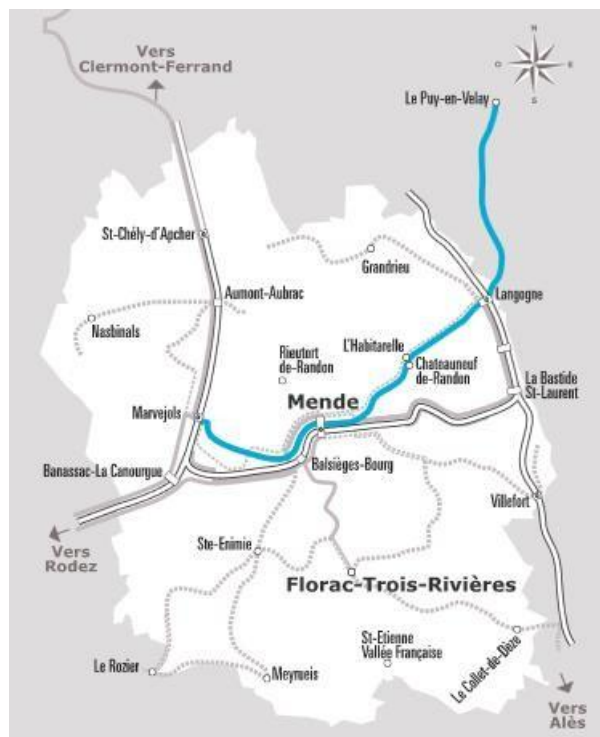 N
Vers
Clermont-Ferrand
O
E
S
Le Puy-en-Velay
St-Chély-d'Apcher
Grandrieu
Aumont-Aubrac
Langogne
Nasbinals
L'Habitarelle
Rieutort
de-Randon
Chateauneuf
de-Randon
La Bastide
St-Laurent
Mende
Marvejols
Banassac-La Canourgue
Balsièges-Bourg
Villefort
Vers
Rodez
Ste-Enimie
Florac-Trois-Rivières
St-Etienne
Vallée Française
Le Collet-de-Dèze
Le Rozier
Meyrueis
Vers
Alès